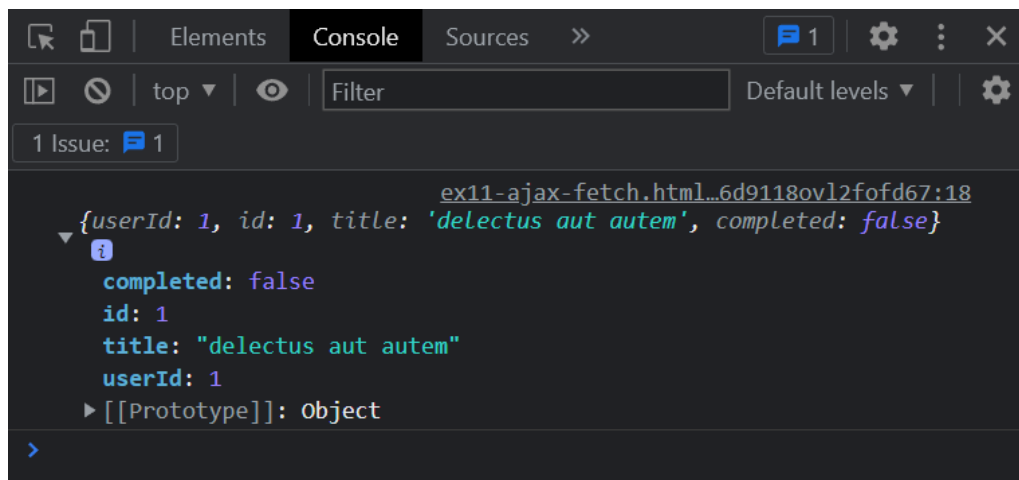 Elements Console Sources » 1
top ▼ Filter Default levels ▼
1 Issue: 1
ex11-ajax-fetch.html…6d9118ovl2fofd67:18
{userId: 1, id: 1, title: 'delectus aut autem', completed: false}
i
completed: false
id: 1
title: "delectus aut autem"
userId: 1
[[Prototype]]: Object
>